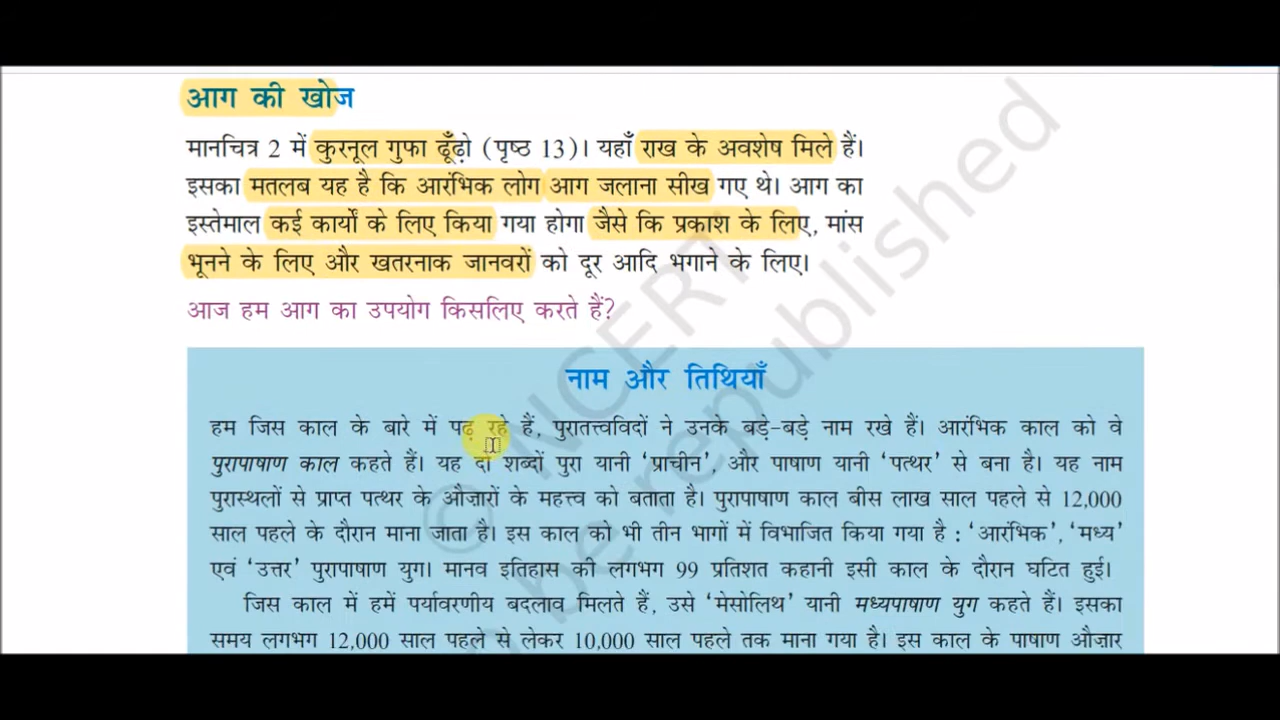 आग की खोज
मानचित्र 2 में कुरनूल गुफा ढूँढ़ो (पृष्ठ 13)। यहाँ राख के अवशेष मिले हैं।
इसका मतलब यह है कि आरंभिक लोग आग जलाना सीख गए थे। आग का
इस्तेमाल कई कार्यों के लिए किया गया होगा जैसे कि प्रकाश के लिए, मांस
भूनने के लिए और खतरनाक जानवरों को दूर आदि भगाने के लिए।
आज हम आग का उपयोग किसलिए करते हैं?
नाम और तिथियाँ
हम जिस काल के बारे में पढ़ रहे हैं, पुरातत्त्वविदों ने उनके बड़े-बड़े नाम रखे हैं। आरंभिक काल को वे
पुरापाषाण काल कहते हैं। यह दो शब्दों पुरा यानी ‘प्राचीन’, और पाषाण यानी ‘पत्थर’ से बना है। यह नाम
पुरास्थलों से प्राप्त पत्थर के औज़ारों के महत्त्व को बताता है। पुरापाषाण काल बीस लाख साल पहले से 12,000
साल पहले के दौरान माना जाता है। इस काल को भी तीन भागों में विभाजित किया गया है : ‘आरंभिक’, ‘मध्य’
एवं ‘उत्तर’ पुरापाषाण युग। मानव इतिहास की लगभग 99 प्रतिशत कहानी इसी काल के दौरान घटित हुई।
जिस काल में हमें पर्यावरणीय बदलाव मिलते हैं, उसे ‘मेसोलिथ’ यानी मध्यपाषाण युग कहते हैं। इसका
समय लगभग 12,000 साल पहले से लेकर 10,000 साल पहले तक माना गया है। इस काल के पाषाण औज़ार
© NCERT
be republished